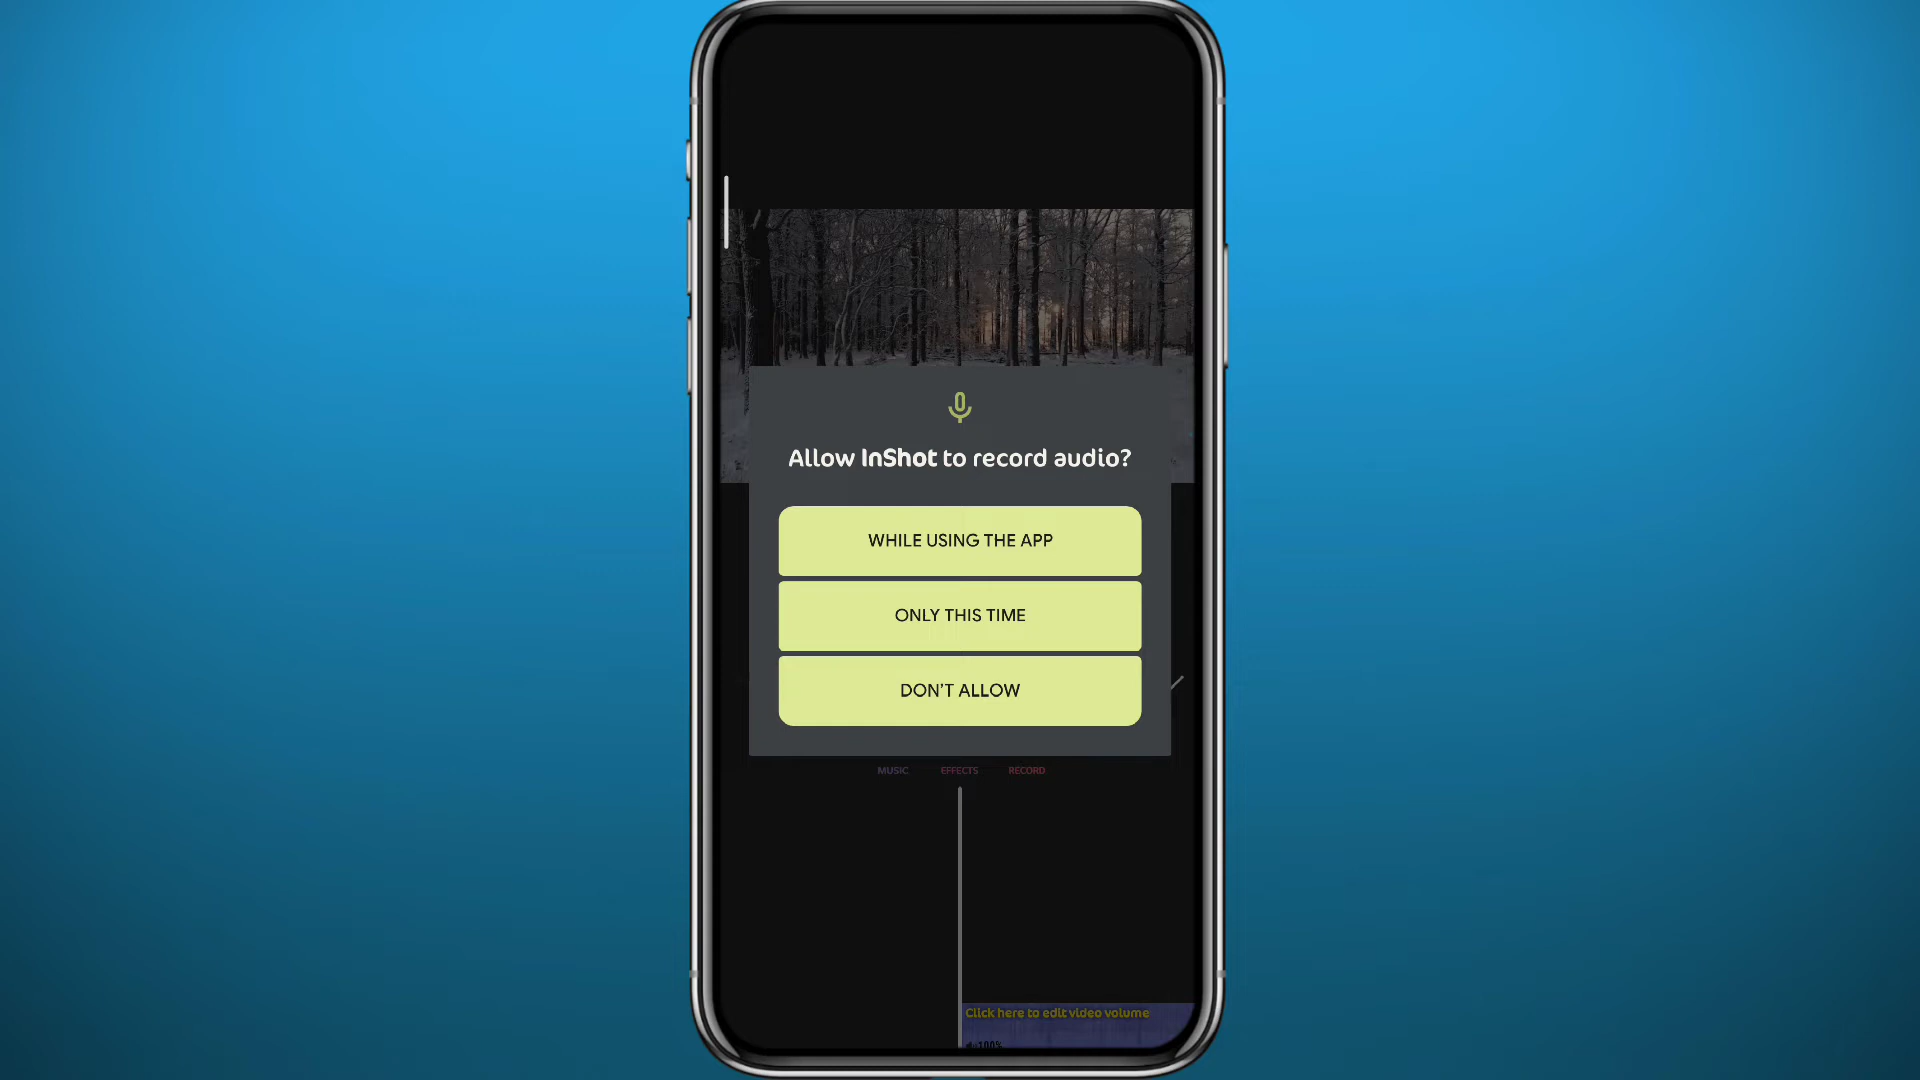 Allow InShot to record audio?
WHILE USING THE APP
ONLY THIS TIME
DON'T ALLOW
MUSIC EFFECTS RECORD
Click here to edit video volume
100%